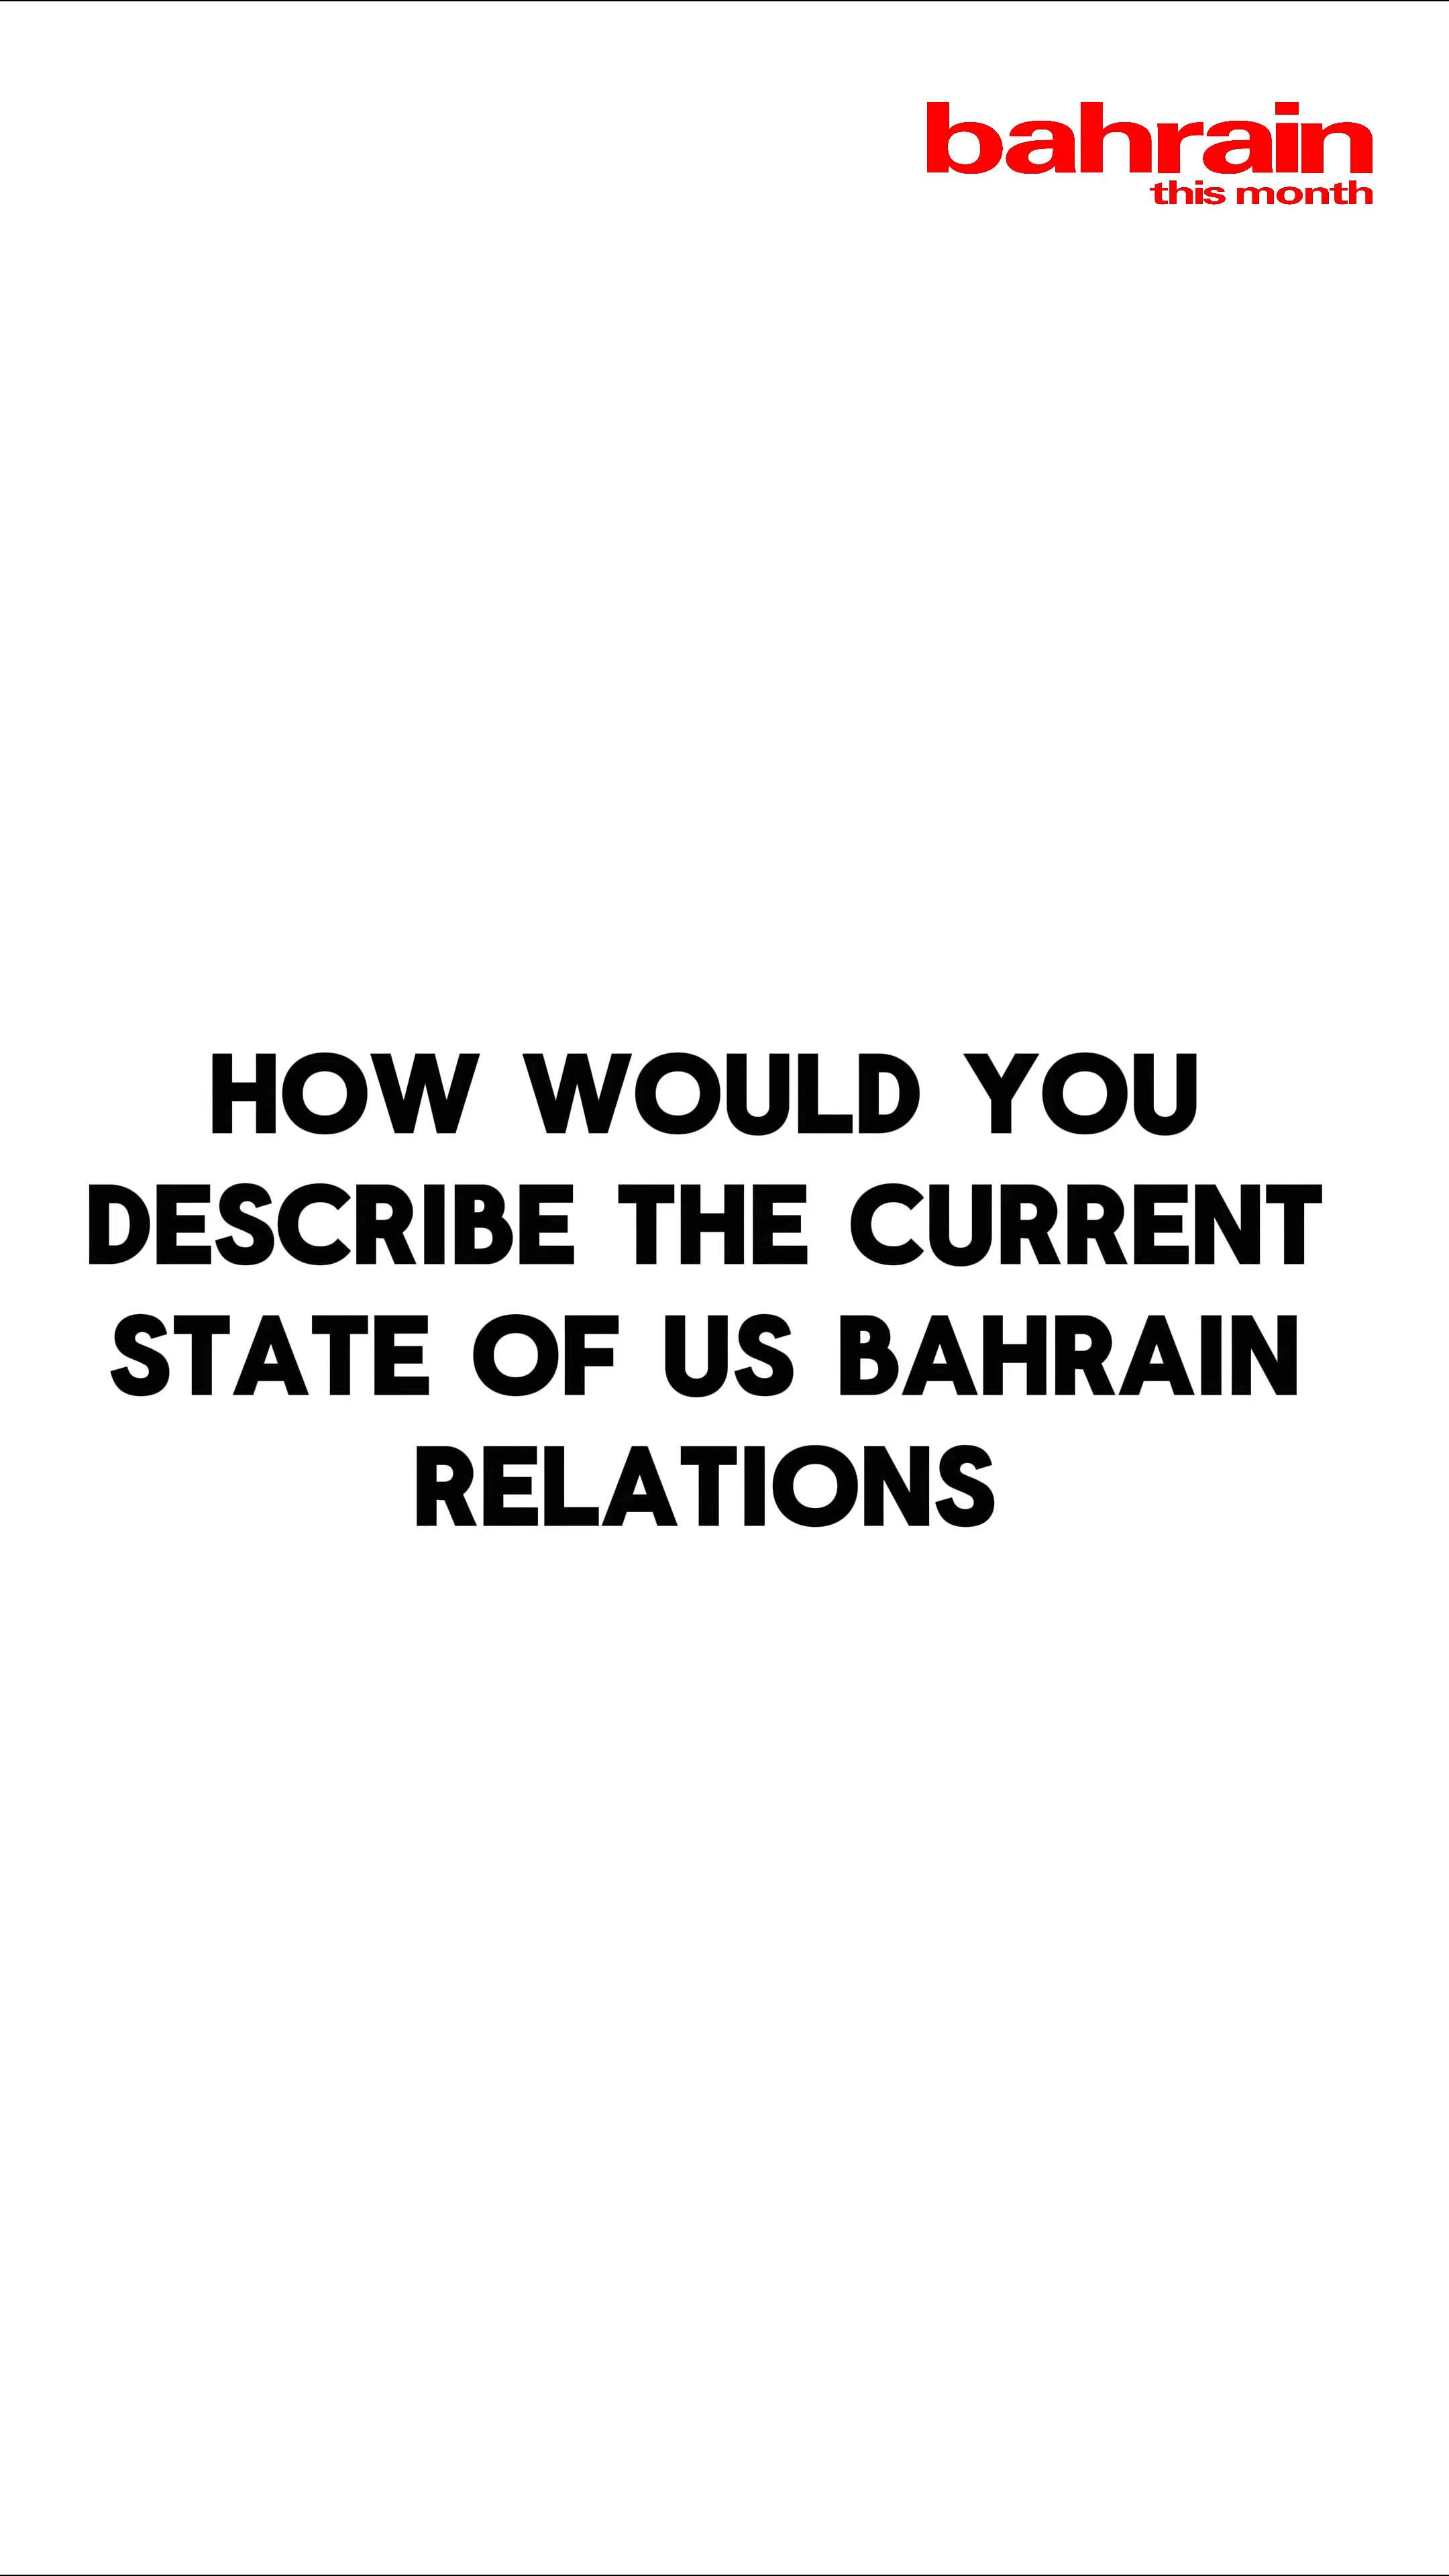 bahrain
this month
HOW WOULD YOU
DESCRIBE THE CURRENT
STATE OF US BAHRAIN
RELATIONS